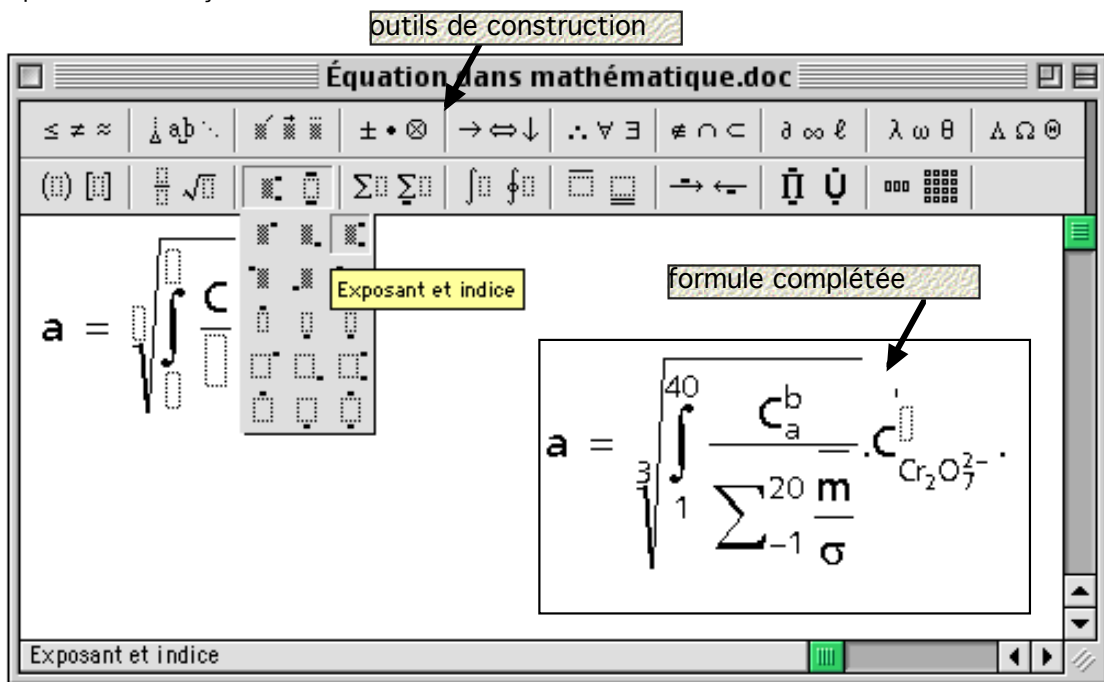 outils de construction
Équation dans mathématique.doc
≤ ≠ ≈ ab ⋱ ± • ⊗ → ⇔ ↓ ∴ ∀ ∃ ∉ ∩ ⊂ ∂ ∞ ℓ λ ω θ Λ Ω Θ
Exposant et indice
formule complétée
a = ∫ C
a = ∛ ∫ 40 1 C b a ∑ 20 −1 m σ .C Cr₂O₇²⁻ .
Exposant et indice